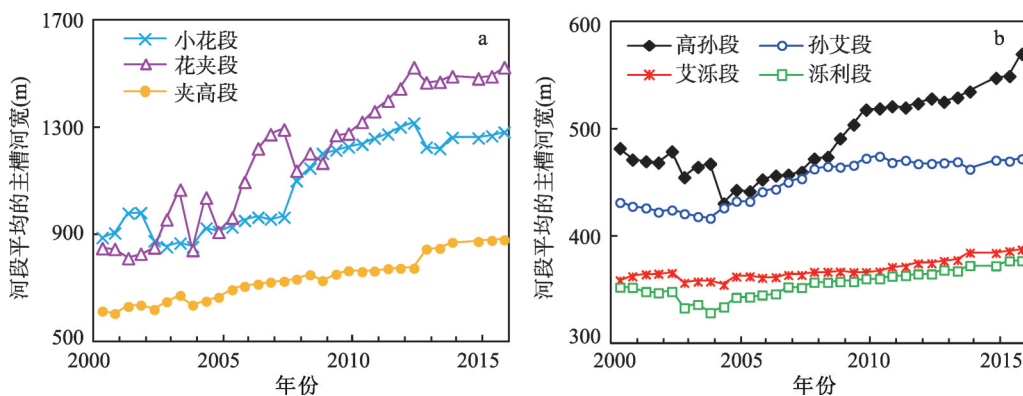 1700
1300
900
500
河段平均的主槽河宽(m)
小花段
花夹段
夹高段
a
2000
2005
2010
2015
年份
600
500
400
300
河段平均的主槽河宽(m)
高孙段
孙艾段
艾泺段
泺利段
b
2000
2005
2010
2015
年份